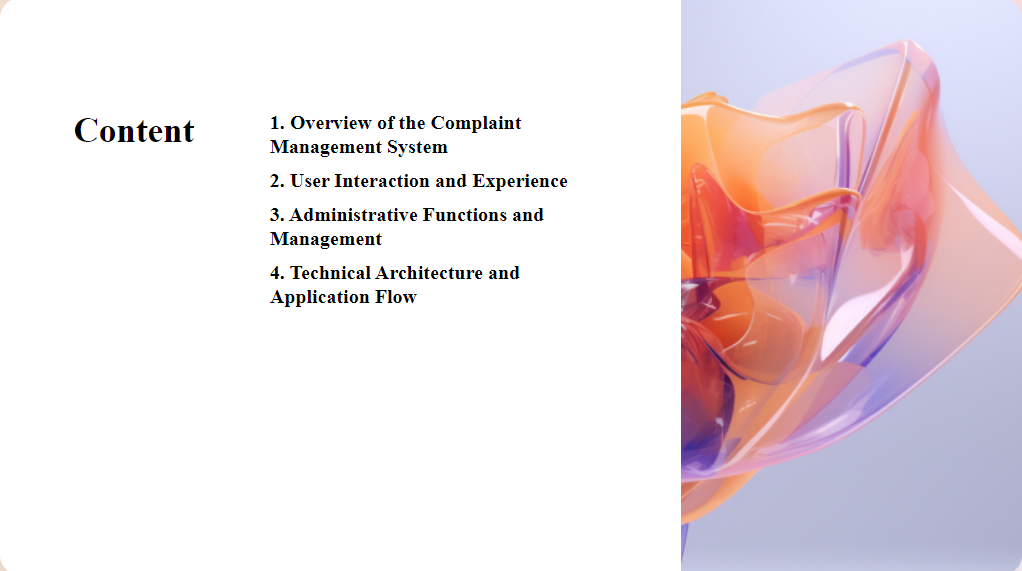 Content
1. Overview of the Complaint
Management System
2. User Interaction and Experience
3. Administrative Functions and
Management
4. Technical Architecture and
Application Flow